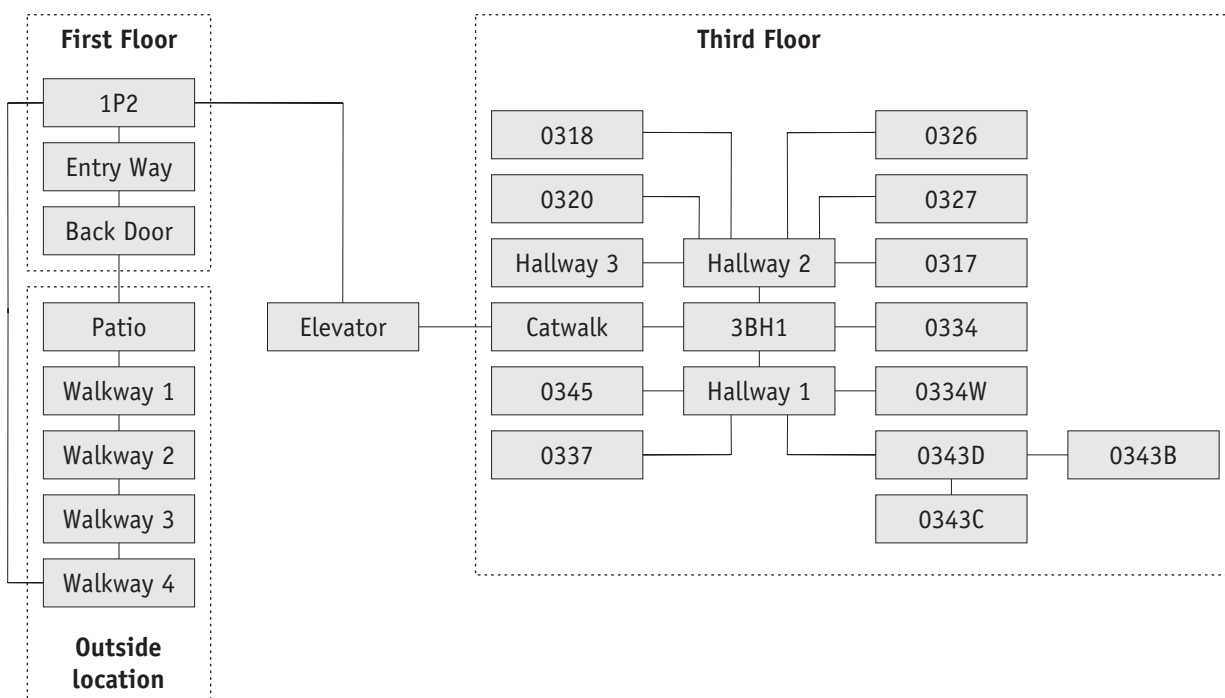 First Floor
1P2
Entry Way
Back Door
Patio
Walkway 1
Walkway 2
Walkway 3
Walkway 4
Outside
location
Elevator
Third Floor
0318
0326
0320
0327
Hallway 3
Hallway 2
0317
Catwalk
3BH1
0334
0345
Hallway 1
0334W
0337
0343D
0343B
0343C